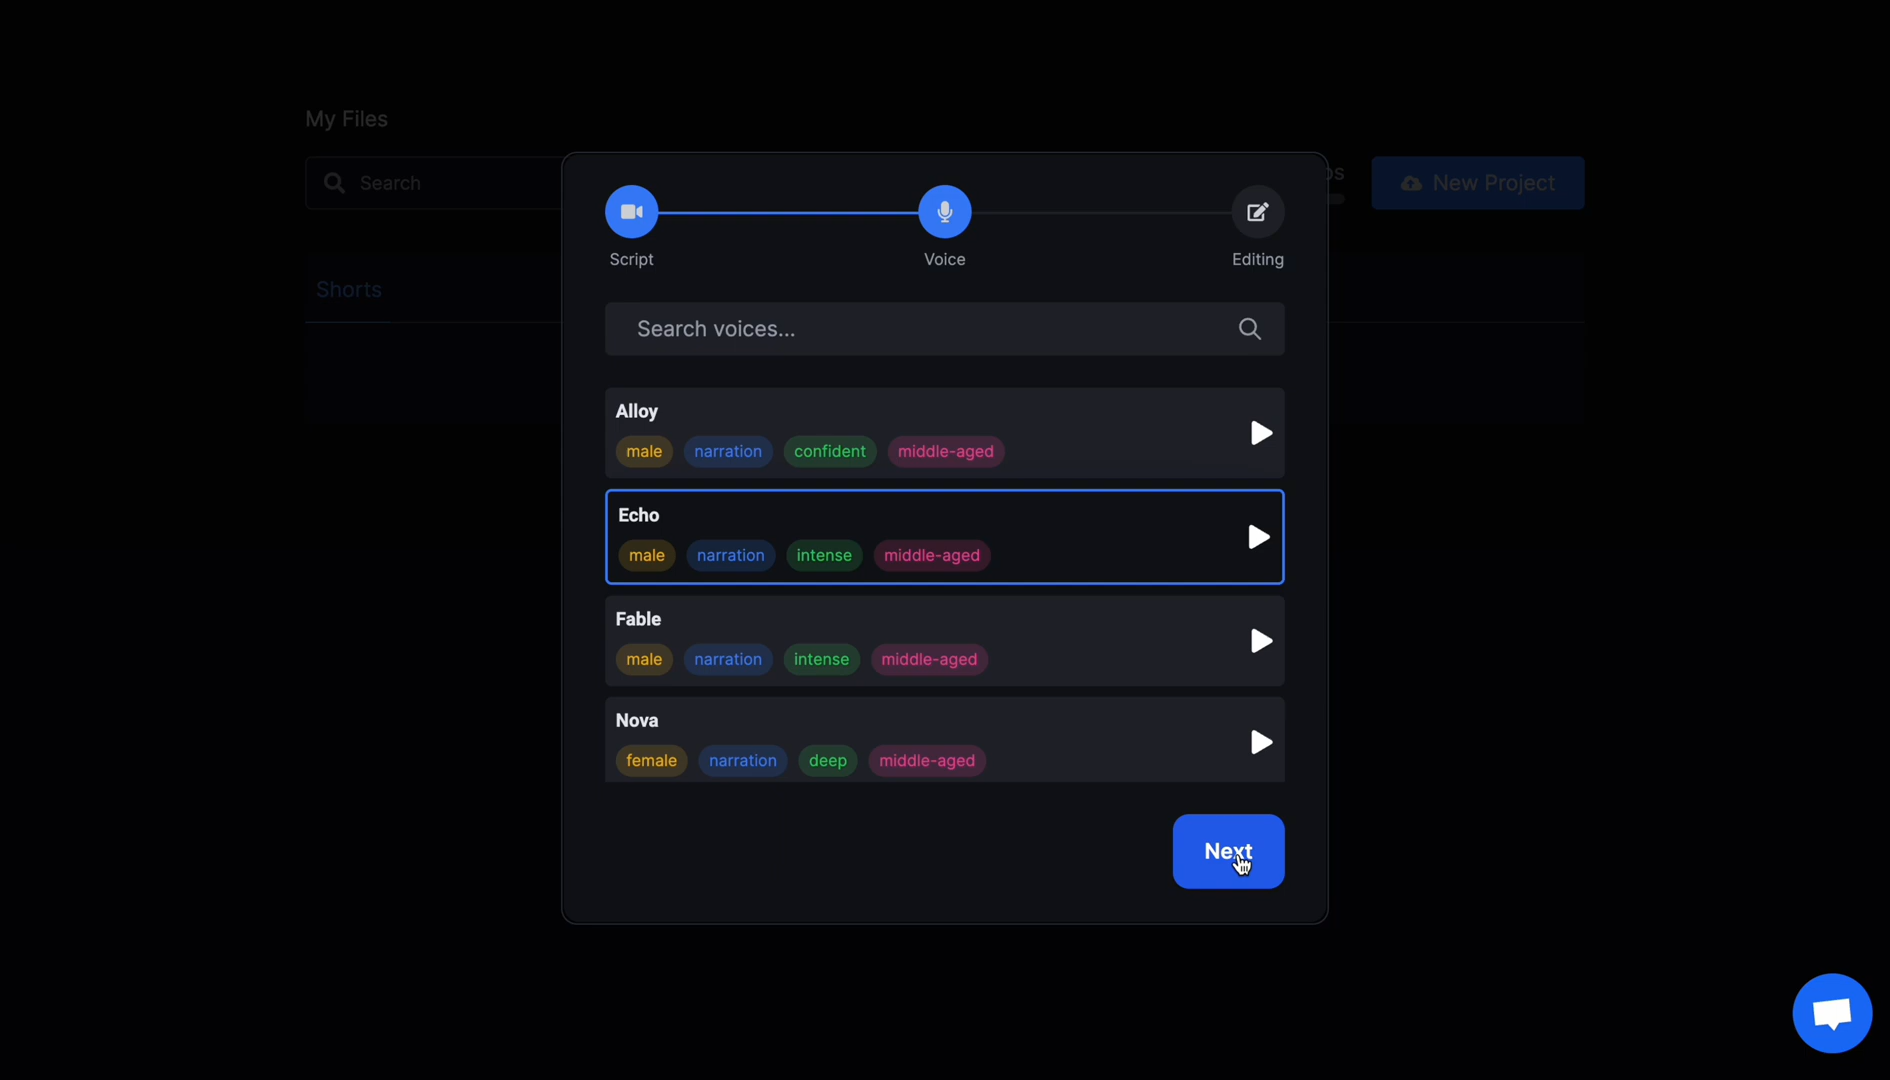 My Files
Search
os
New Project
Shorts
Script
Voice
Editing
Search voices...
Alloy
male narration confident middle-aged
Echo
male narration intense middle-aged
Fable
male narration intense middle-aged
Nova
female narration deep middle-aged
Next